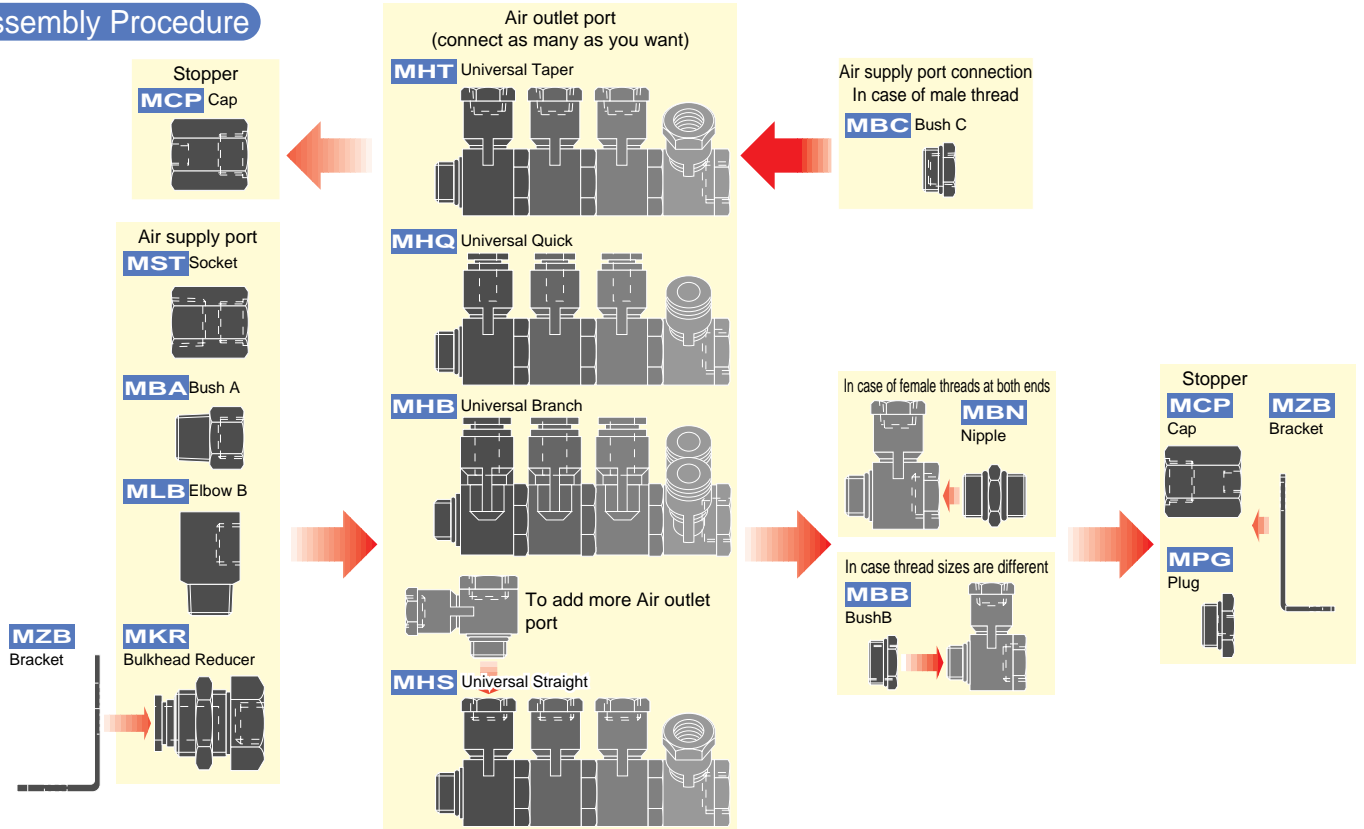 ssembly Procedure
Stopper
MCP Cap
Air supply port
MST Socket
MBA Bush A
MLB Elbow B
MZB
Bracket
MKR
Bulkhead Reducer
Air outlet port
(connect as many as you want)
MHT Universal Taper
MHQ Universal Quick
MHB Universal Branch
To add more Air outlet
port
MHS Universal Straight
Air supply port connection
In case of male thread
MBC Bush C
In case of female threads at both ends
MBN
Nipple
In case thread sizes are different
MBB
BushB
Stopper
MCP
Cap
MZB
Bracket
MPG
Plug